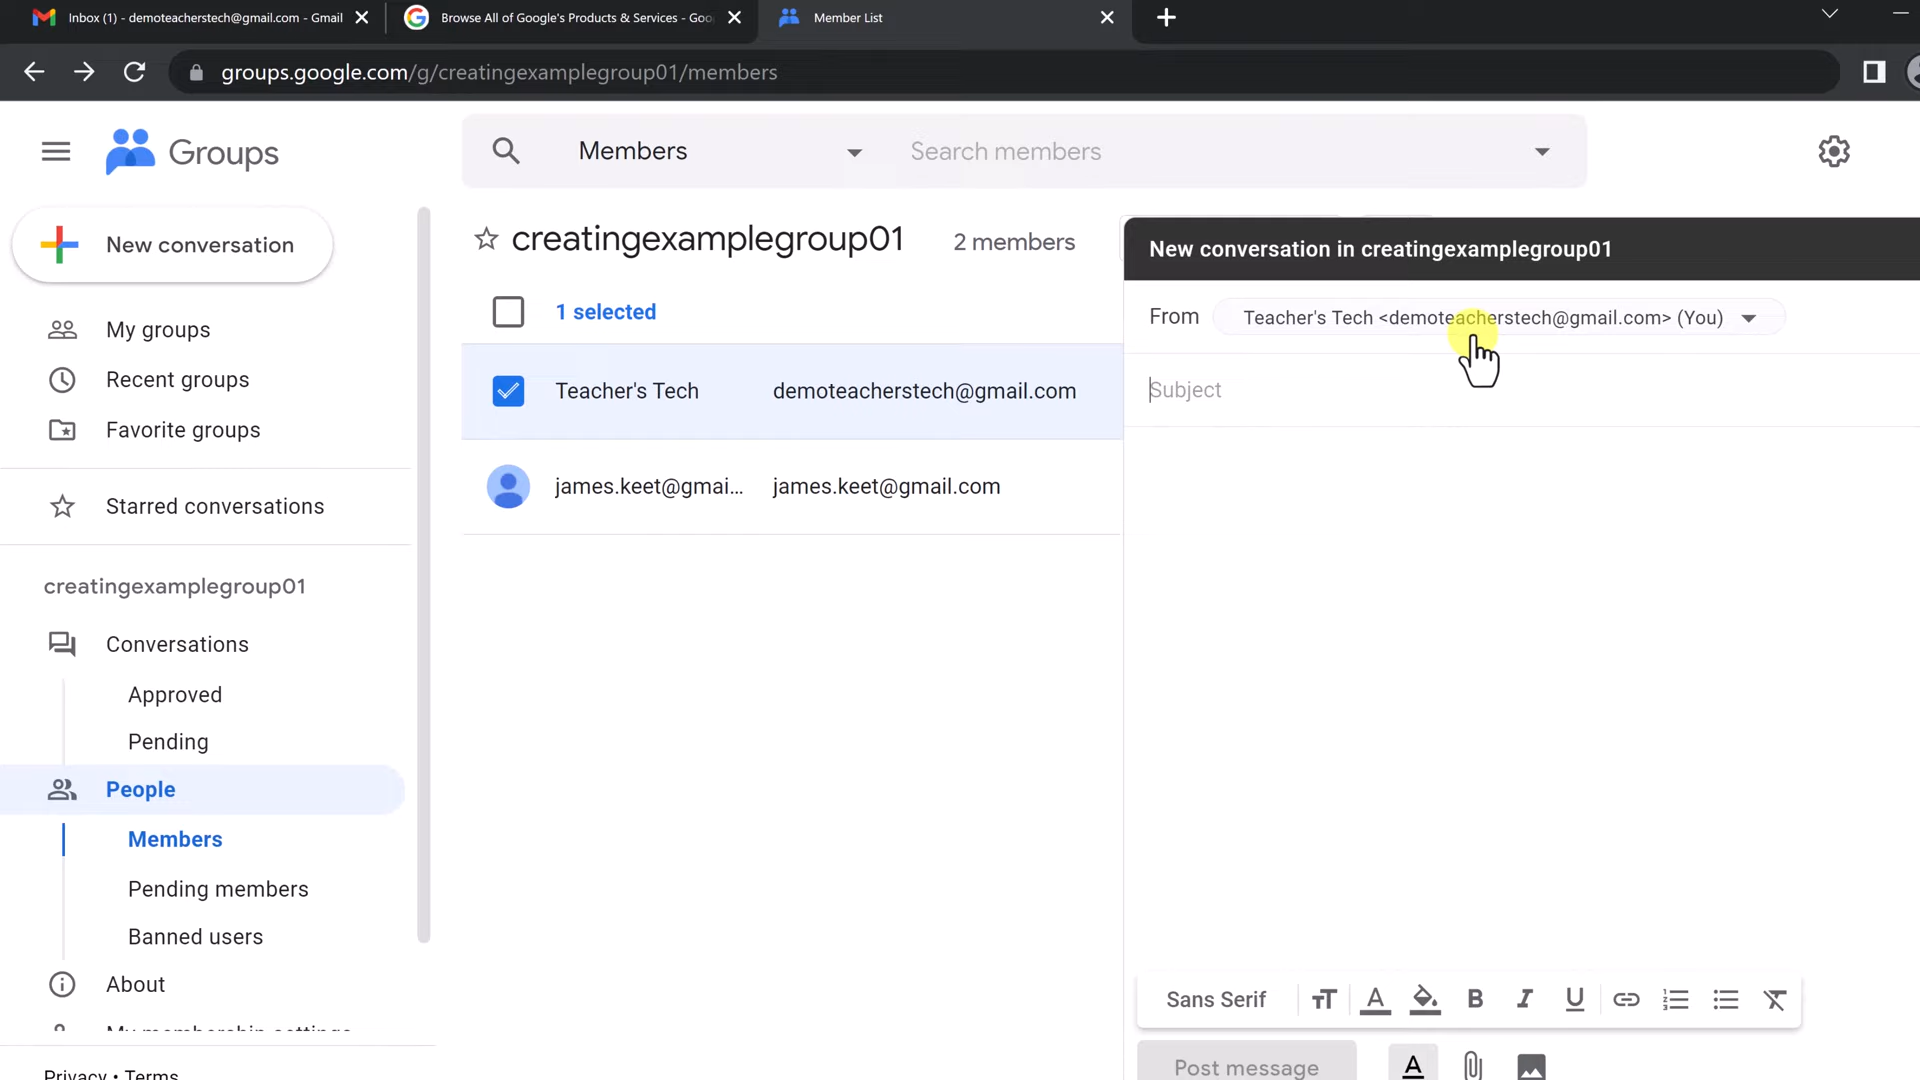 Inbox (1) - demoteacherstech@gmail.com - Gmail
Browse All of Google's Products & Services - Goo
Member List
groups.google.com/g/creatingexamplegroup01/members
Groups
Members
Search members
New conversation
My groups
Recent groups
Favorite groups
Starred conversations
creatingexamplegroup01
Conversations
Approved
Pending
People
Members
Pending members
Banned users
About
My membership settings
Privacy • Terms
creatingexamplegroup01
2 members
1 selected
Teacher's Tech demoteacherstech@gmail.com
james.keet@gmai... james.keet@gmail.com
New conversation in creatingexamplegroup01
From Teacher's Tech <demoteacherstech@gmail.com> (You)
Subject
Sans Serif
Post message